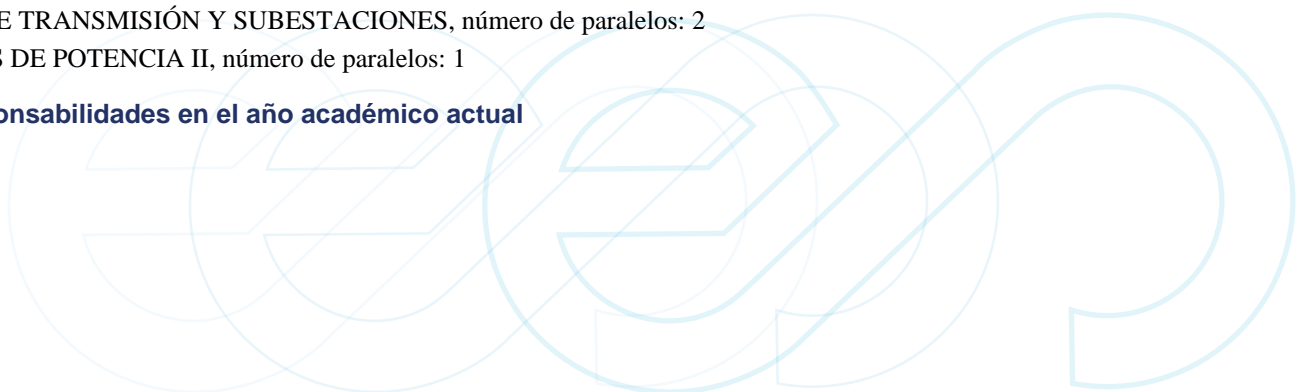 E TRANSMISIÓN Y SUBESTACIONES, número de paralelos: 2
S DE POTENCIA II, número de paralelos: 1
onsabilidades en el año académico actual